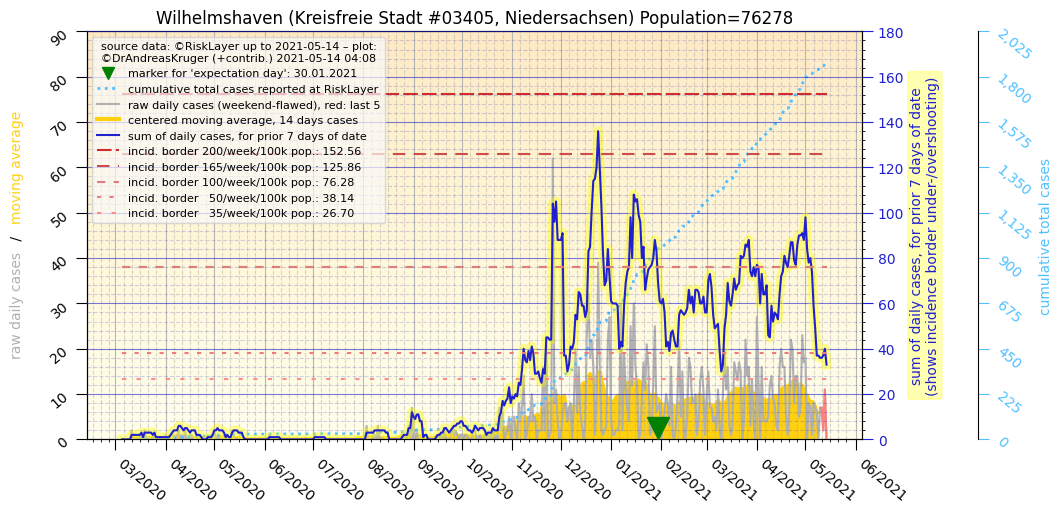 Wilhelmshaven (Kreisfreie Stadt #03405, Niedersachsen) Population=76278
source data: ©RiskLayer up to 2021-05-14 – plot:
©DrAndreasKruger (+contrib.) 2021-05-14 04:08
marker for 'expectation day': 30.01.2021
cumulative total cases reported at RiskLayer
raw daily cases (weekend-flawed), red: last 5
centered moving average, 14 days cases
sum of daily cases, for prior 7 days of date
incid. border 200/week/100k pop.: 152.56
incid. border 165/week/100k pop.: 125.86
incid. border 100/week/100k pop.: 76.28
incid. border   50/week/100k pop.: 38.14
incid. border   35/week/100k pop.: 26.70
raw daily cases   /   moving average
90
80
70
60
50
40
30
20
10
0
03/2020
04/2020
05/2020
06/2020
07/2020
08/2020
09/2020
10/2020
11/2020
12/2020
01/2021
02/2021
03/2021
04/2021
05/2021
06/2021
180
160
140
120
100
80
60
40
20
0
sum of daily cases, for prior 7 days of date
(shows incidence border under-/overshooting)
2,025
1,800
1,575
1,350
1,125
900
675
450
225
0
cumulative total cases